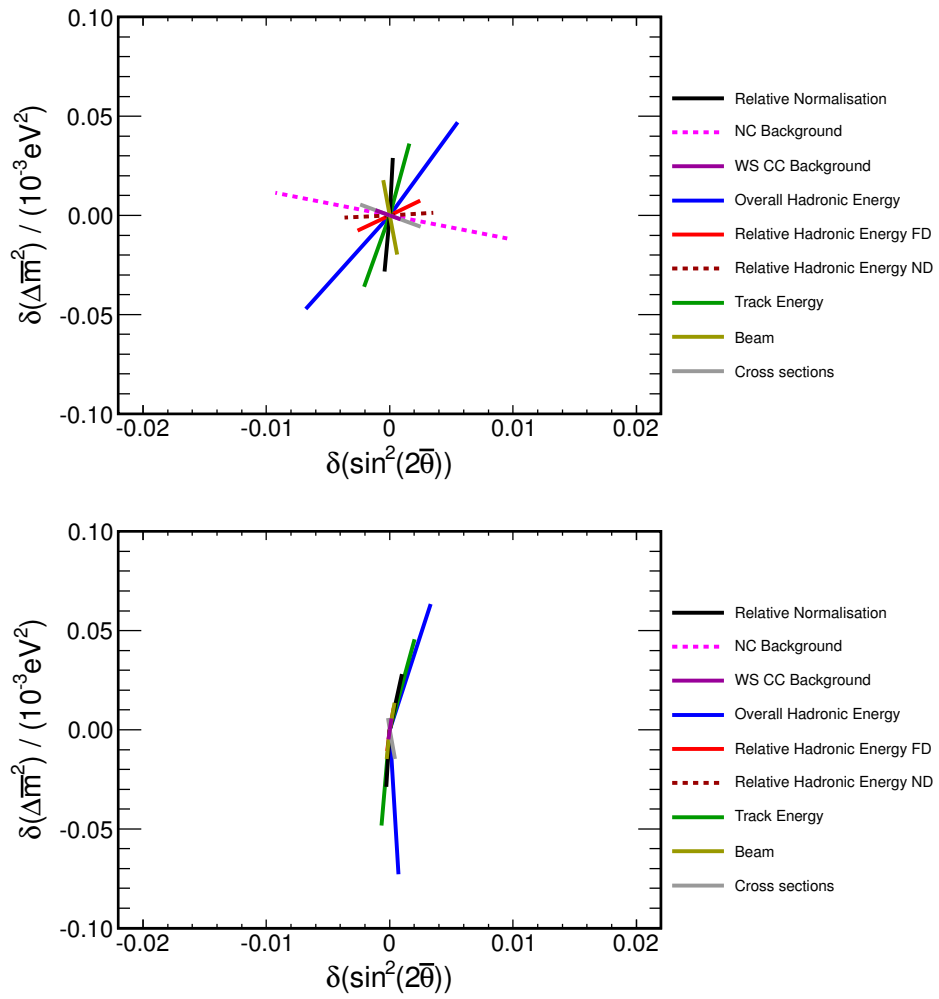 0.10
0.05
0.00
-0.05
-0.10
δ(Δm̅²) / (10⁻³eV²)
-0.02 -0.01 0 0.01 0.02
δ(sin²(2θ̅))
Relative Normalisation
NC Background
WS CC Background
Overall Hadronic Energy
Relative Hadronic Energy FD
Relative Hadronic Energy ND
Track Energy
Beam
Cross sections
0.10
0.05
0.00
-0.05
-0.10
δ(Δm̅²) / (10⁻³eV²)
-0.02 -0.01 0 0.01 0.02
δ(sin²(2θ̅))
Relative Normalisation
NC Background
WS CC Background
Overall Hadronic Energy
Relative Hadronic Energy FD
Relative Hadronic Energy ND
Track Energy
Beam
Cross sections